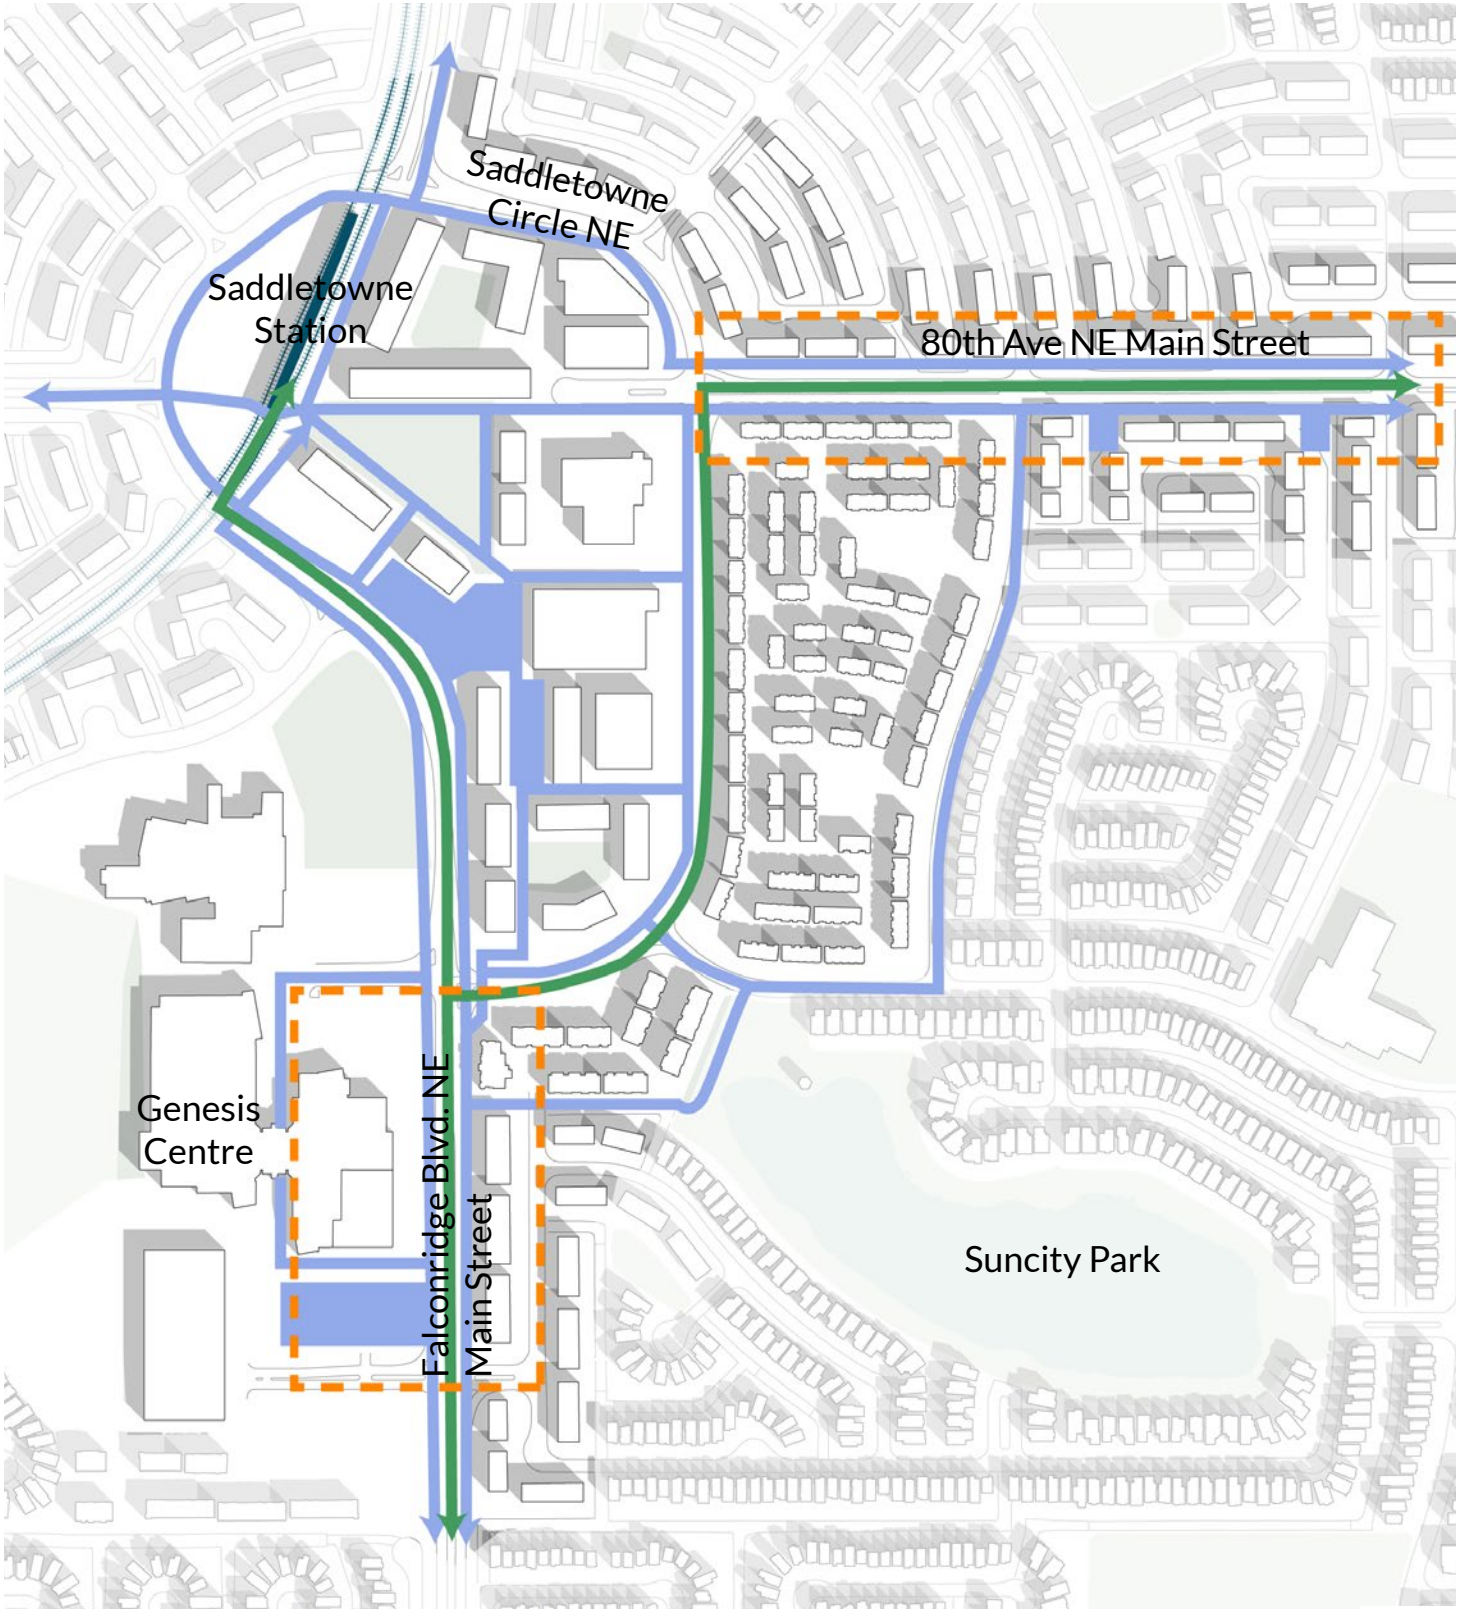 Saddletowne
Circle NE
Saddletowne
Station
80th Ave NE Main Street
Genesis
Centre
Falconridge Blvd. NE
Main Street
Suncity Park